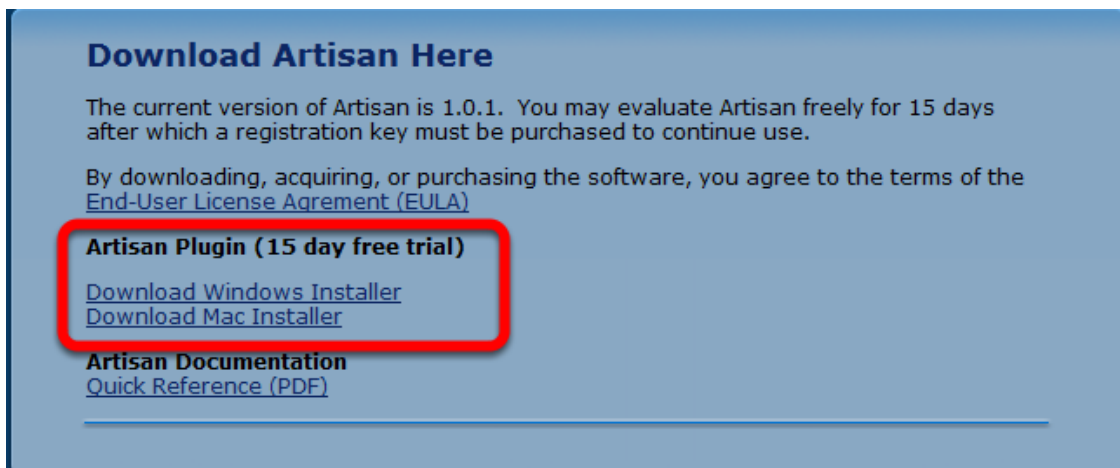 Download Artisan Here
The current version of Artisan is 1.0.1.  You may evaluate Artisan freely for 15 days
after which a registration key must be purchased to continue use.
By downloading, acquiring, or purchasing the software, you agree to the terms of the
End-User License Agrement (EULA)
Artisan Plugin (15 day free trial)
Download Windows Installer
Download Mac Installer
Artisan Documentation
Quick Reference (PDF)